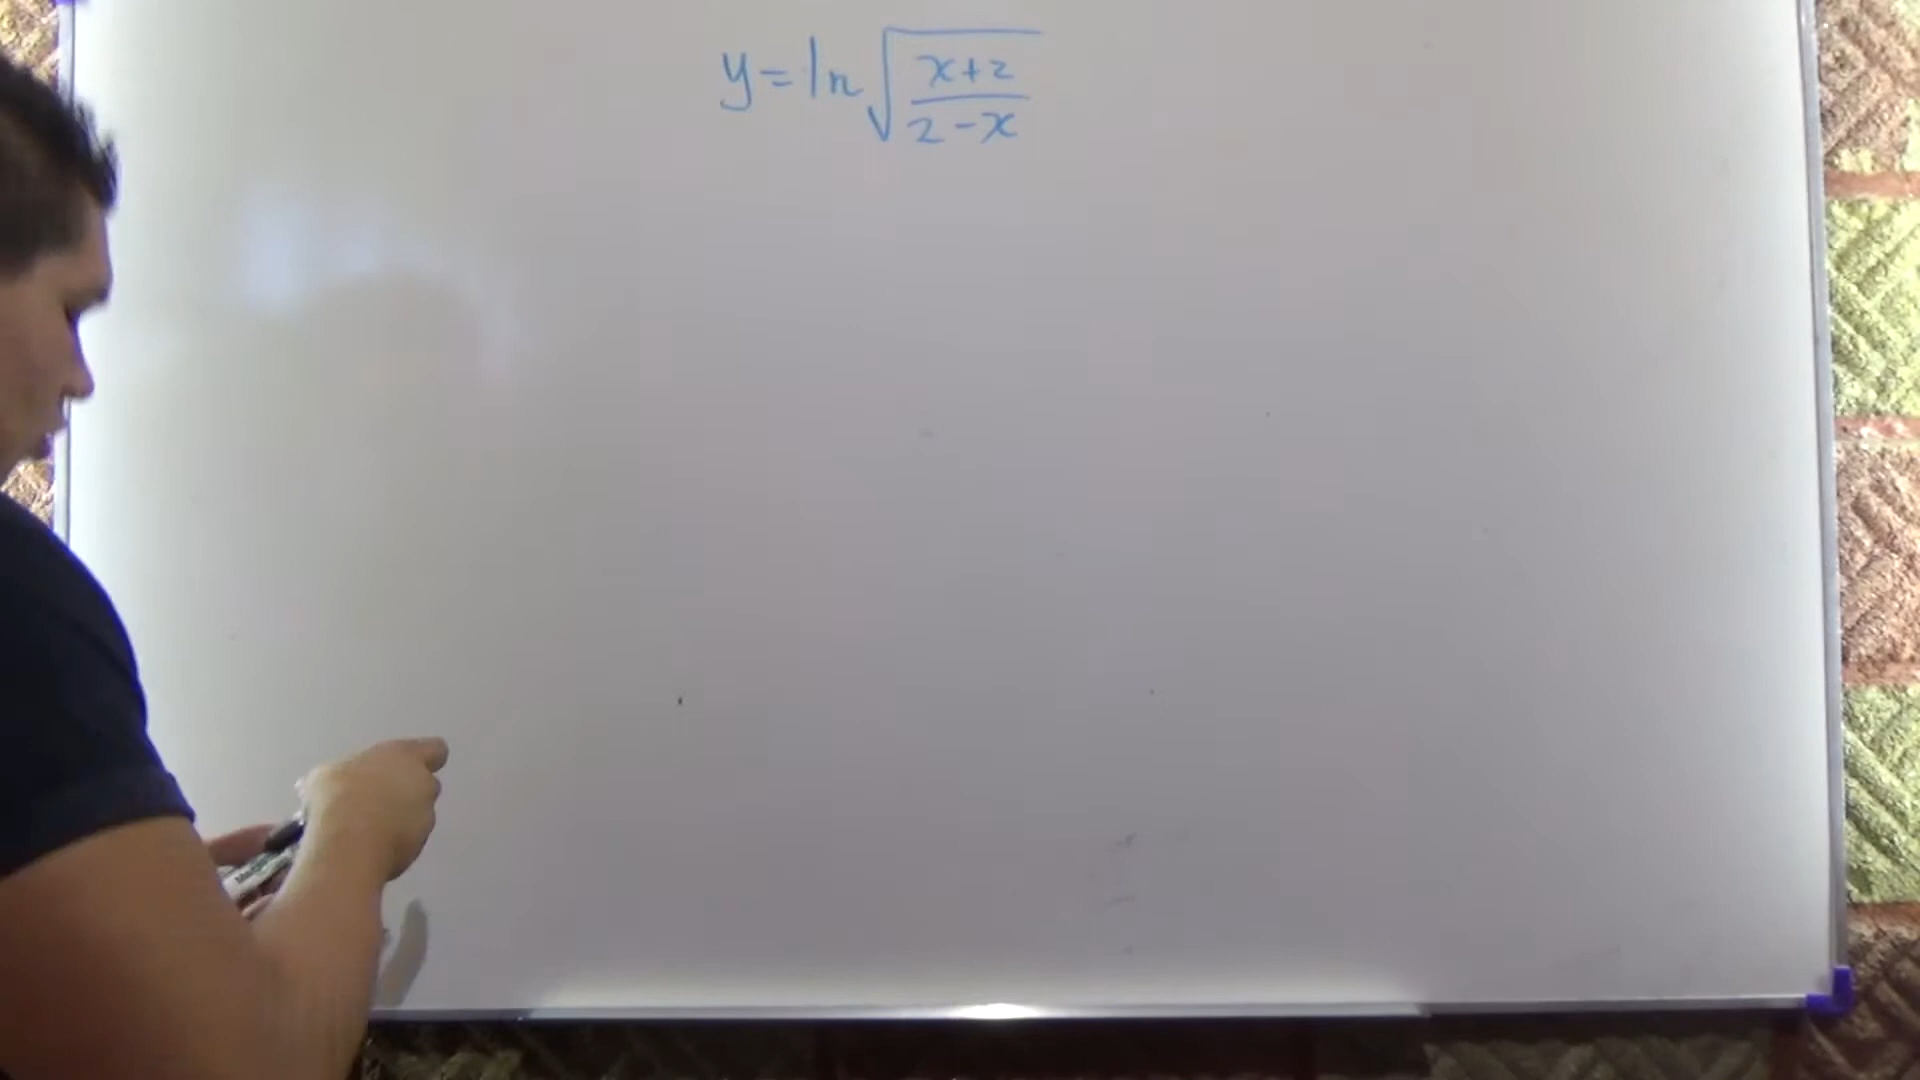 y = ln √((x+2)/(2-x))